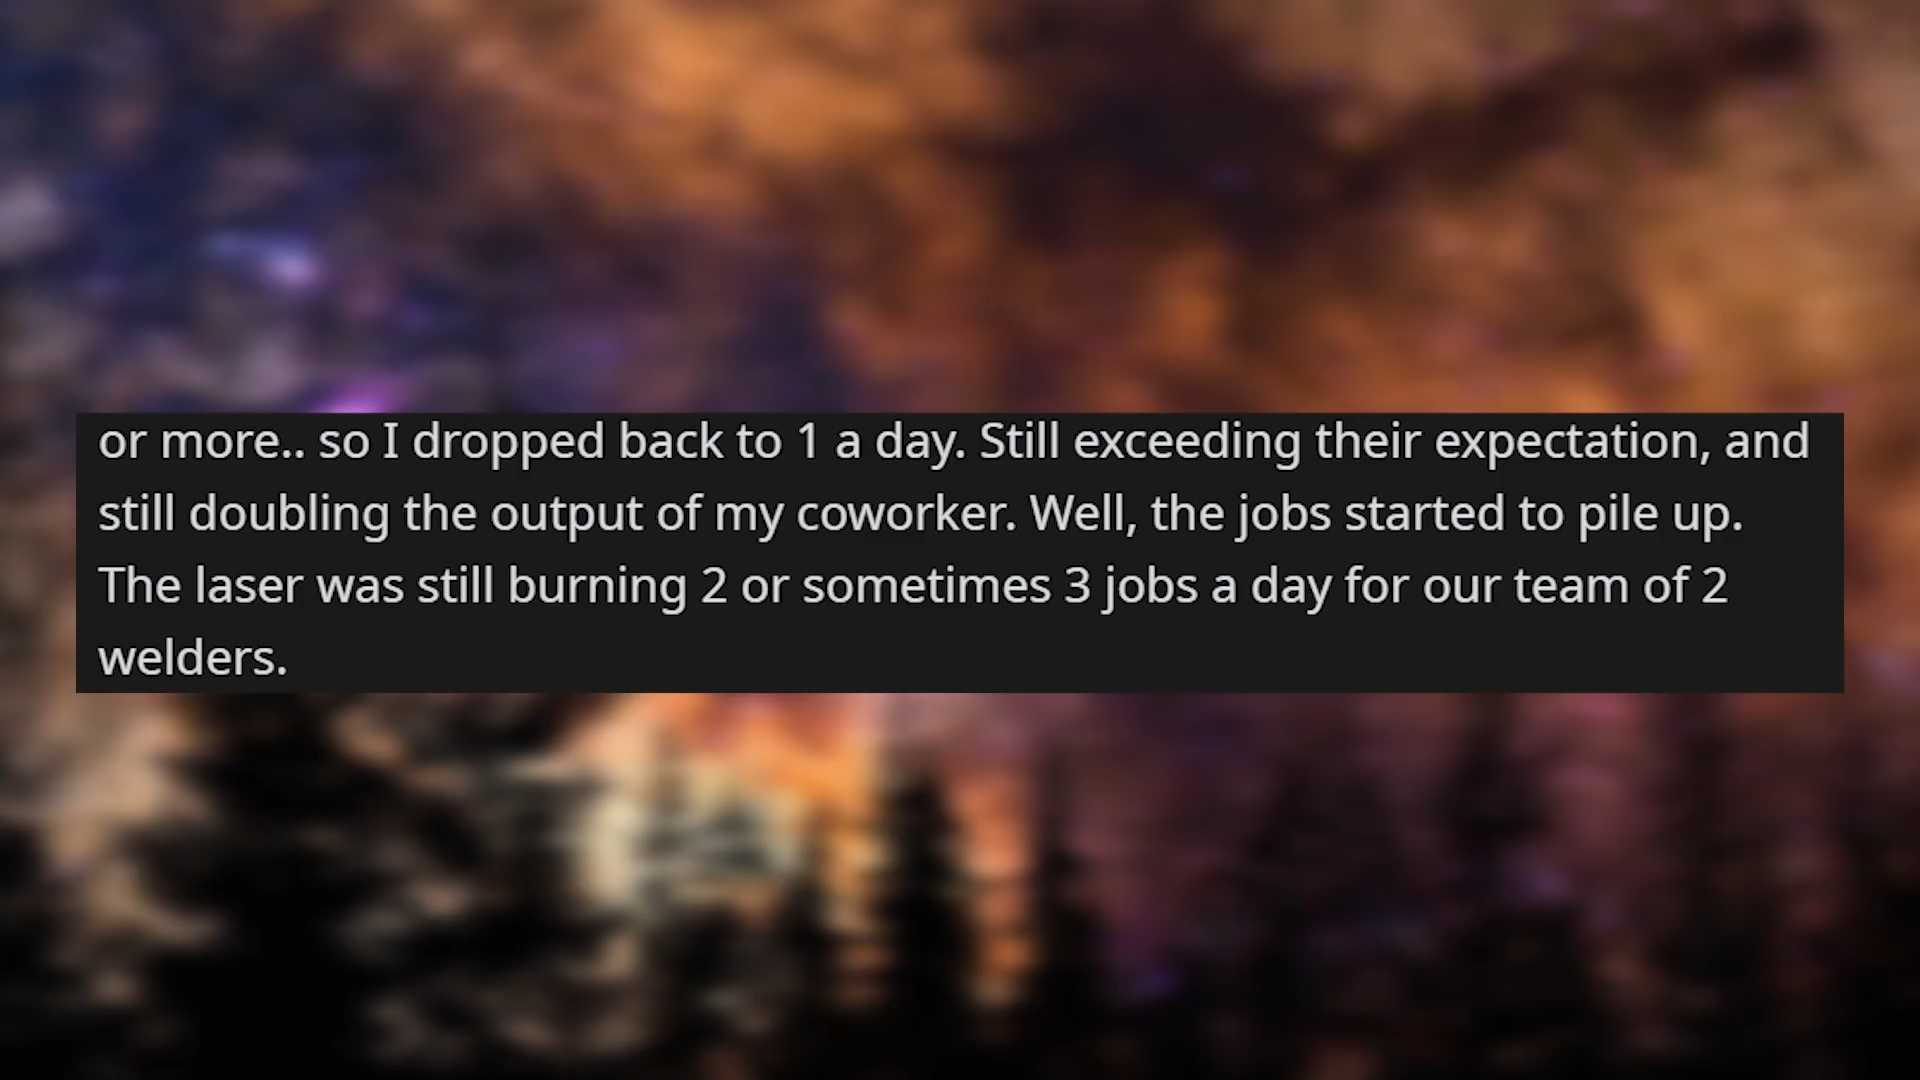 or more.. so I dropped back to 1 a day. Still exceeding their expectation, and
still doubling the output of my coworker. Well, the jobs started to pile up.
The laser was still burning 2 or sometimes 3 jobs a day for our team of 2
welders.